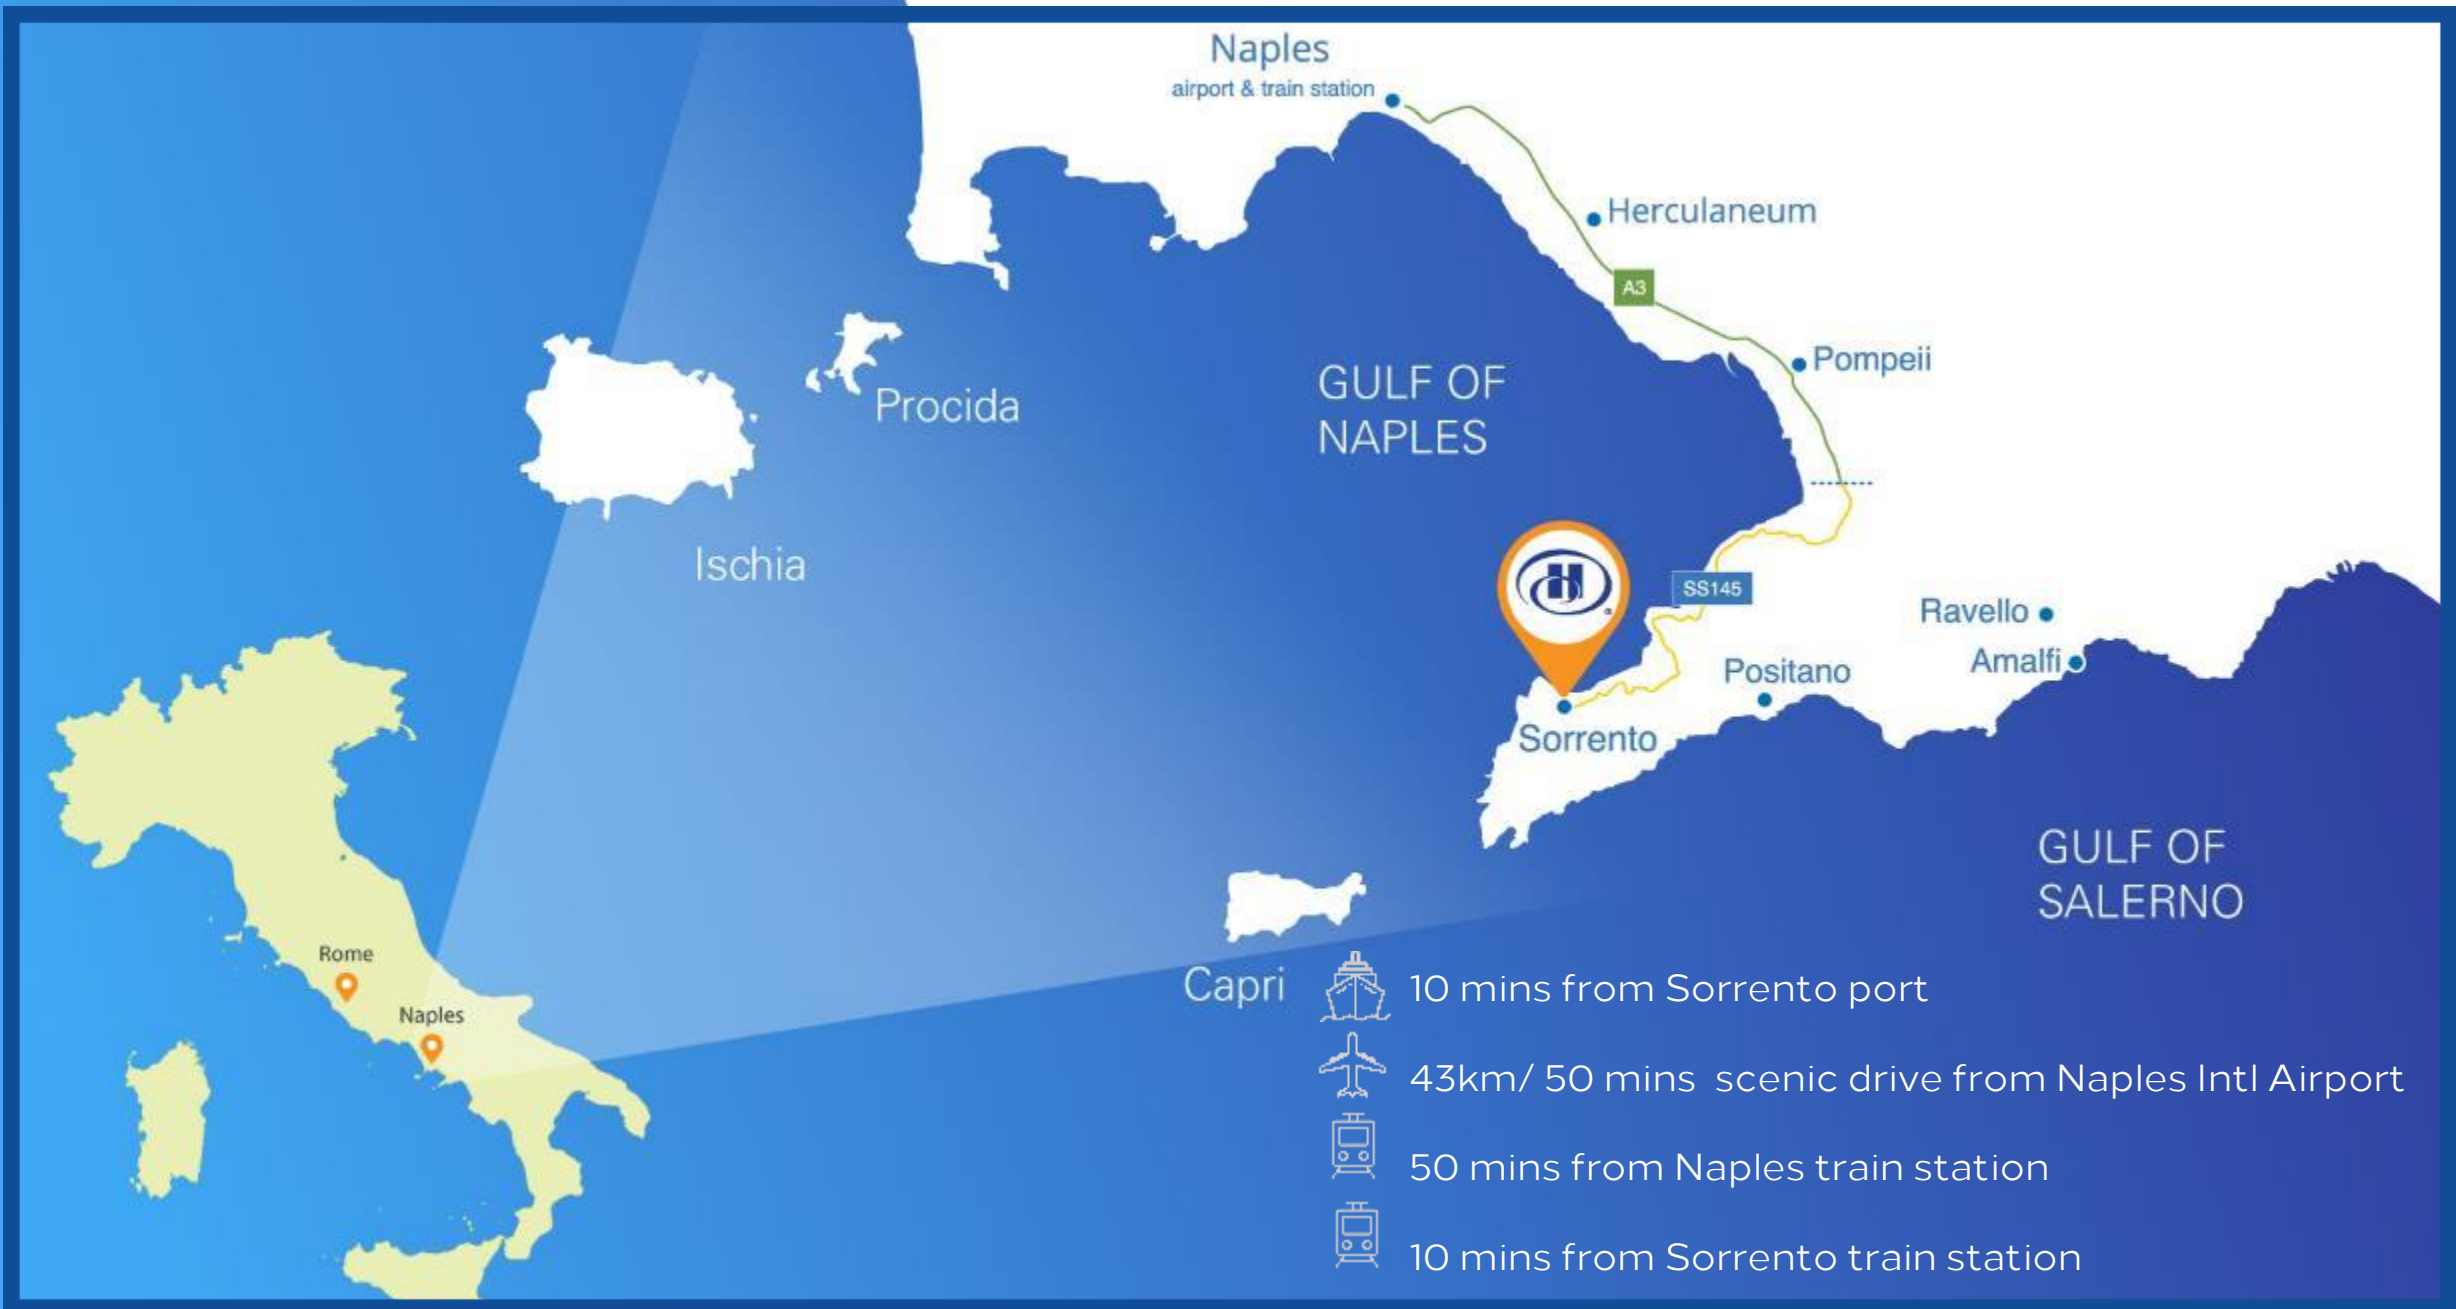 Naples
airport & train station
Herculaneum
A3
Pompeii
GULF OF
NAPLES
Procida
Ischia
H
SS145
Ravello
Amalfi
Positano
Sorrento
GULF OF
SALERNO
Rome
Naples
Capri
10 mins from Sorrento port
43km/ 50 mins  scenic drive from Naples Intl Airport
50 mins from Naples train station
10 mins from Sorrento train station